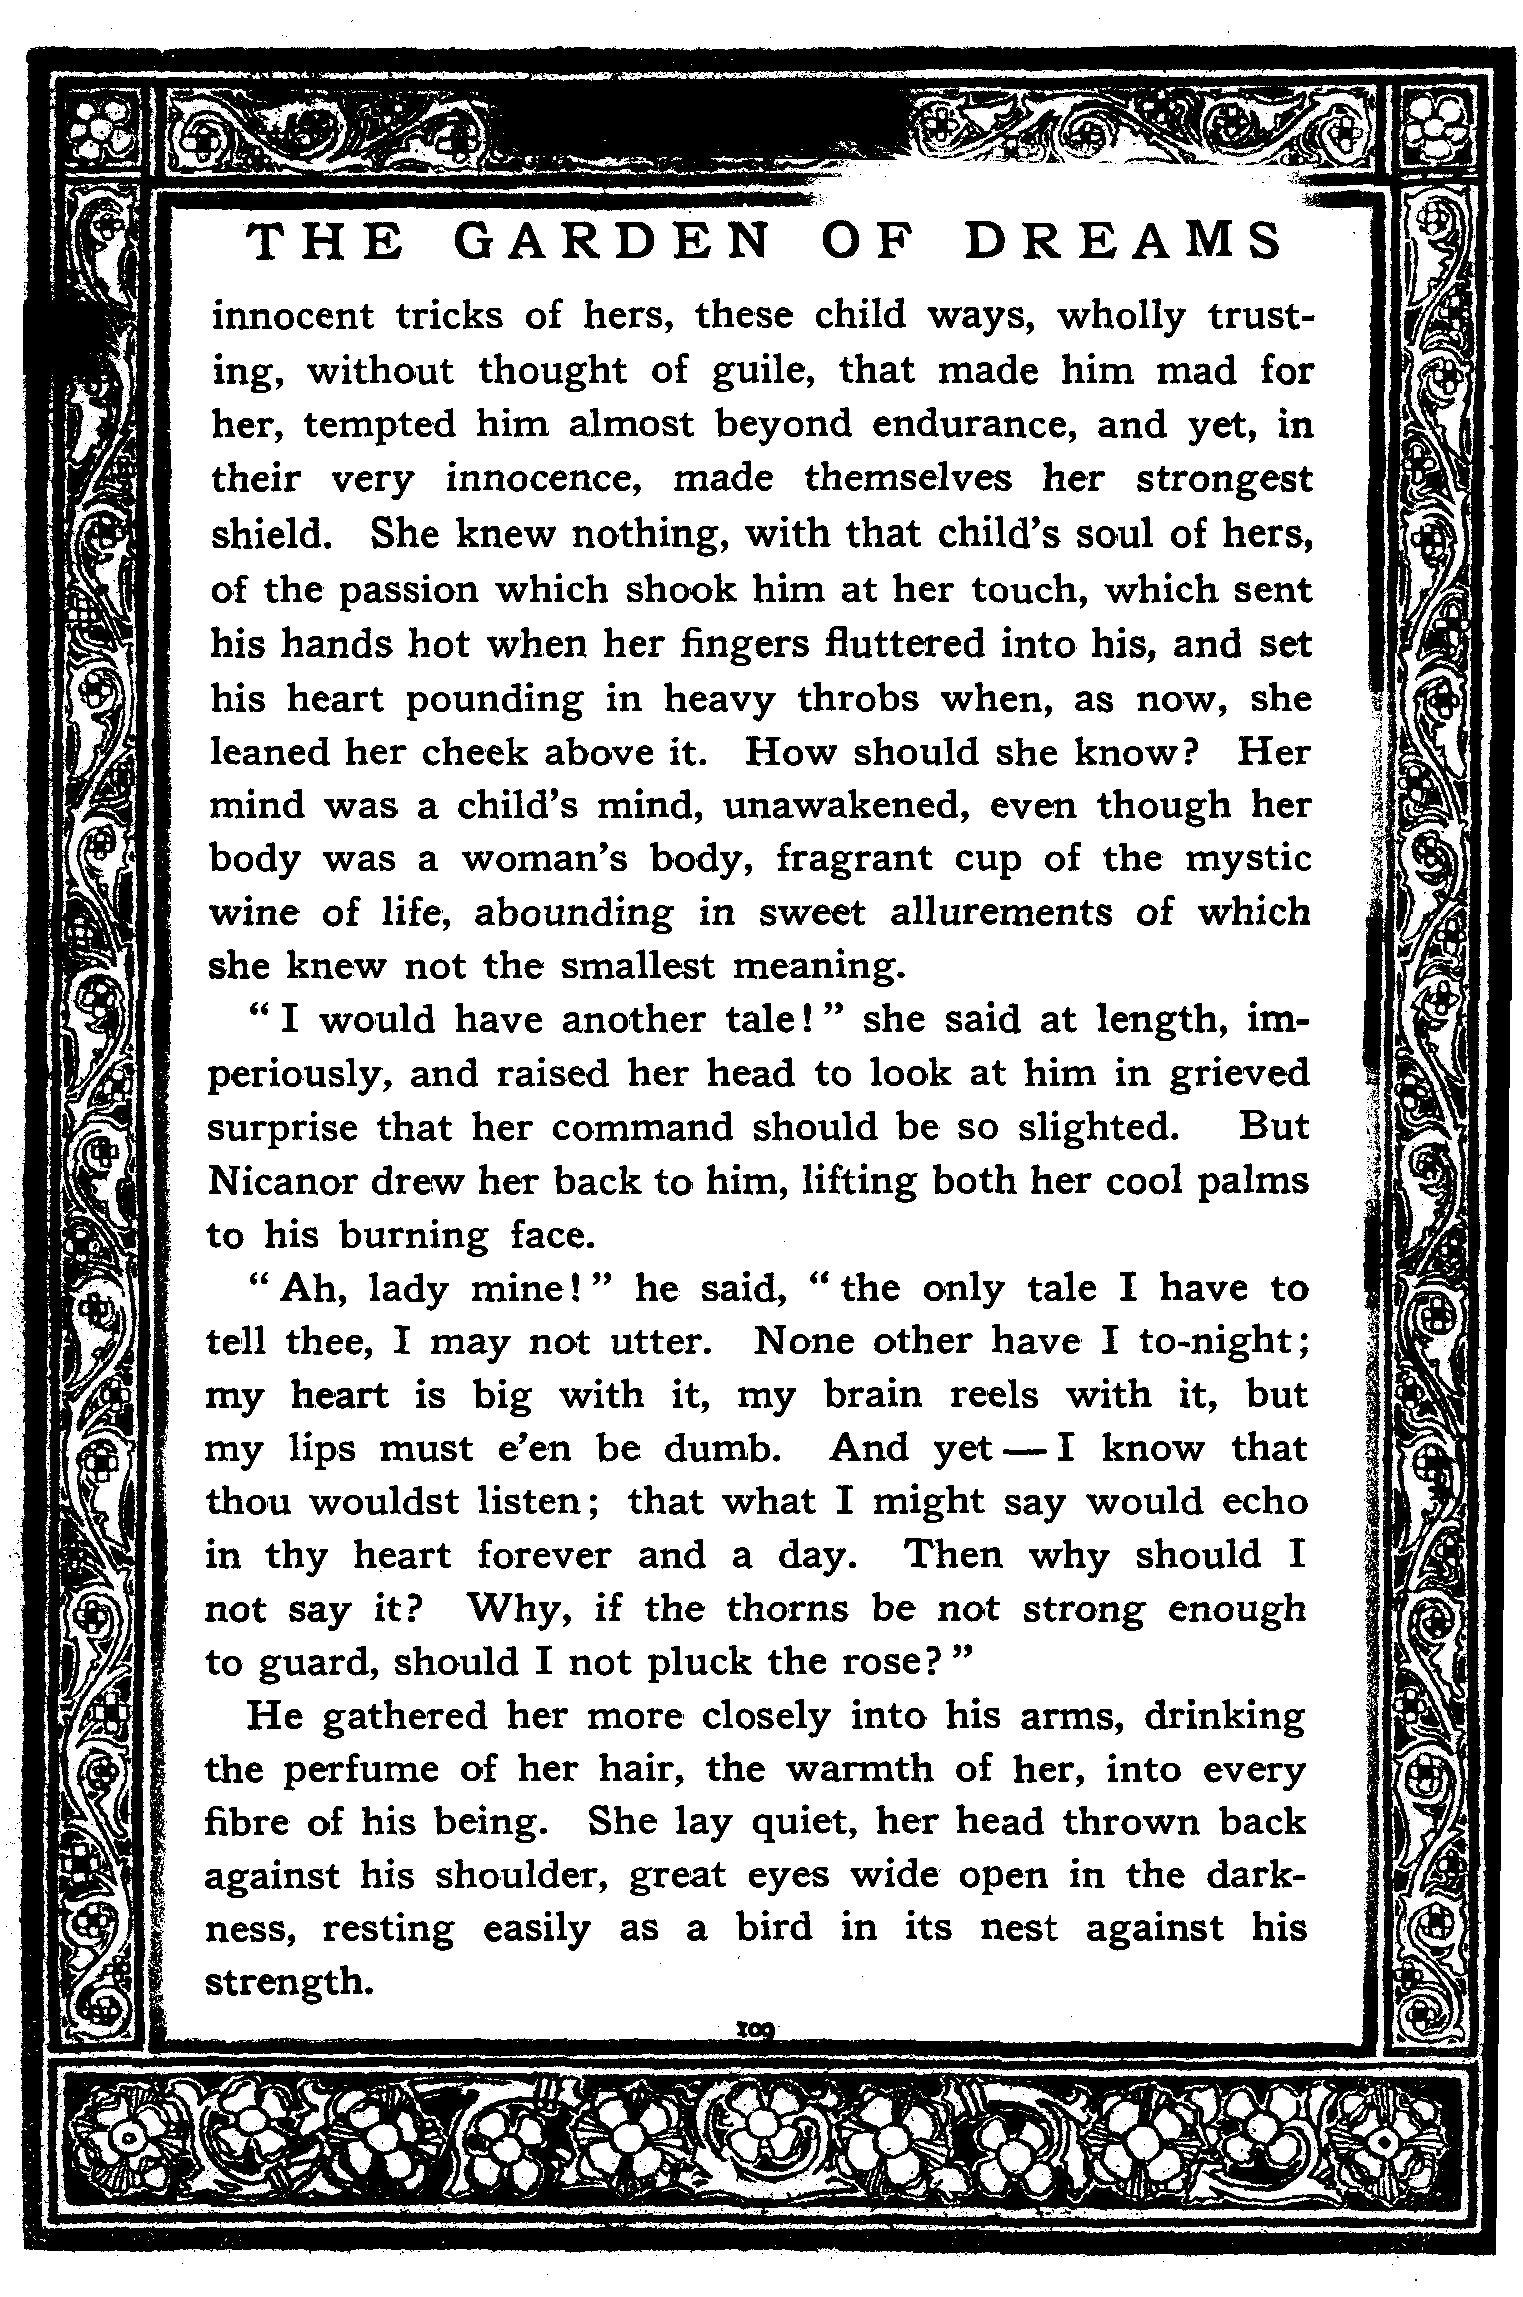 THE GARDEN OF DREAMS
innocent tricks of hers, these child ways, wholly trust-
ing, without thought of guile, that made him mad for
her, tempted him almost beyond endurance, and yet, in
their very innocence, made themselves her strongest
shield. She knew nothing, with that child's soul of hers,
of the passion which shook him at her touch, which sent
his hands hot when her fingers fluttered into his, and set
his heart pounding in heavy throbs when, as now, she
leaned her cheek above it. How should she know? Her
mind was a child's mind, unawakened, even though her
body was a woman's body, fragrant cup of the mystic
wine of life, abounding in sweet allurements of which
she knew not the smallest meaning.
"I would have another tale!" she said at length, im-
periously, and raised her head to look at him in grieved
surprise that her command should be so slighted. But
Nicanor drew her back to him, lifting both her cool palms
to his burning face.
"Ah, lady mine!" he said, "the only tale I have to
tell thee, I may not utter. None other have I to-night;
my heart is big with it, my brain reels with it, but
my lips must e'en be dumb. And yet — I know that
thou wouldst listen; that what I might say would echo
in thy heart forever and a day. Then why should I
not say it? Why, if the thorns be not strong enough
to guard, should I not pluck the rose?"
He gathered her more closely into his arms, drinking
the perfume of her hair, the warmth of her, into every
fibre of his being. She lay quiet, her head thrown back
against his shoulder, great eyes wide open in the dark-
ness, resting easily as a bird in its nest against his
strength.
109